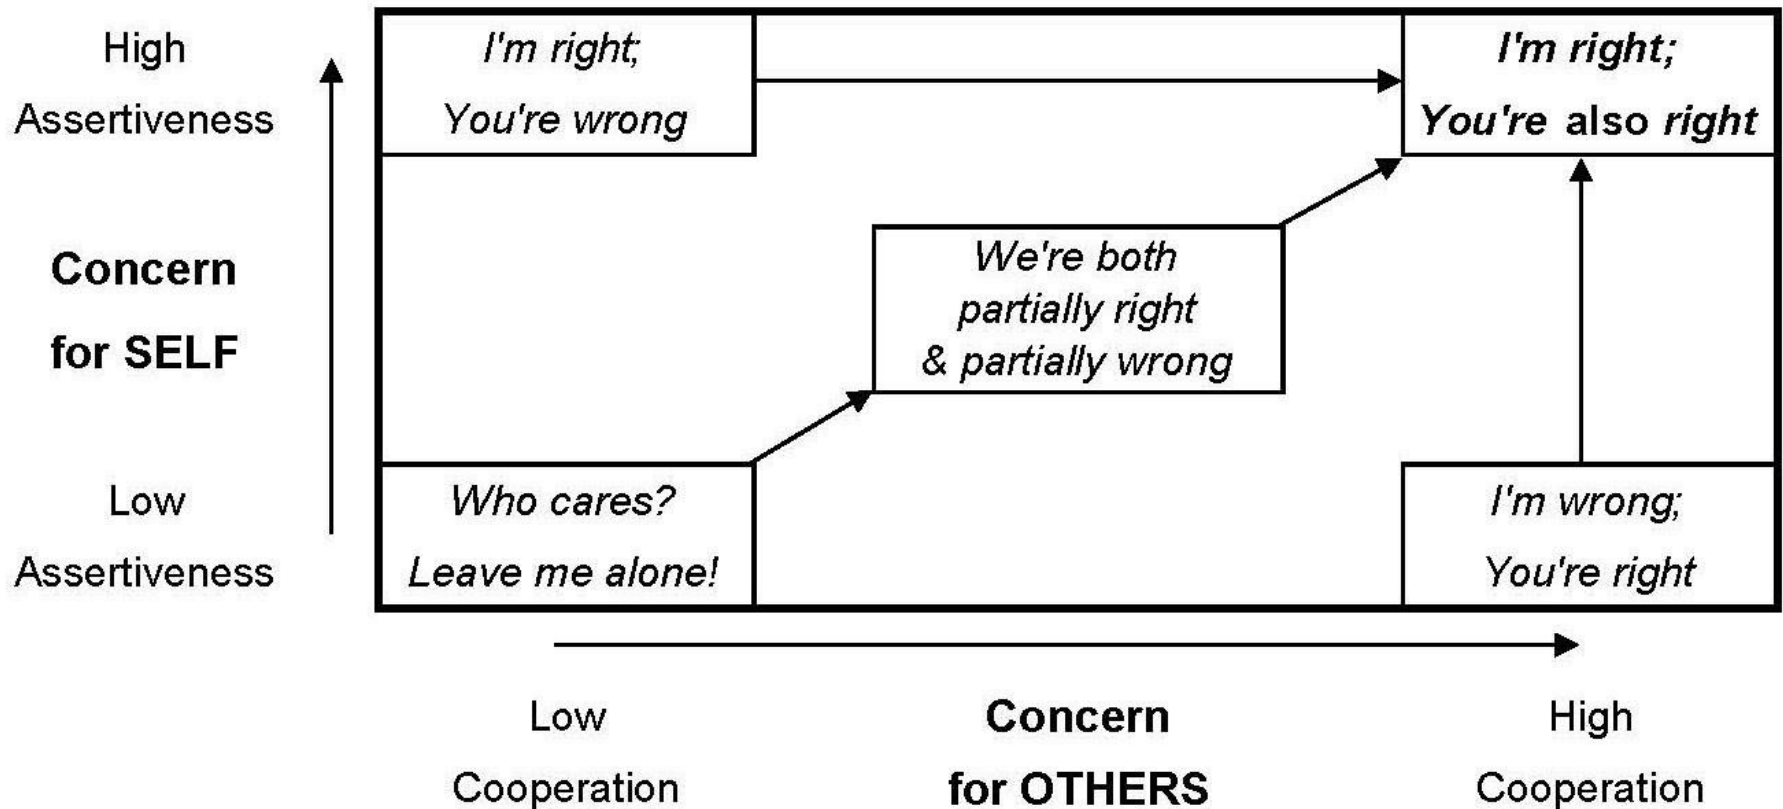 High
Assertiveness
I'm right;
You're wrong
I'm right;
You're also right
Concern
for SELF
We're both
partially right
& partially wrong
Low
Assertiveness
Who cares?
Leave me alone!
I'm wrong;
You're right
Low
Cooperation
Concern
for OTHERS
High
Cooperation